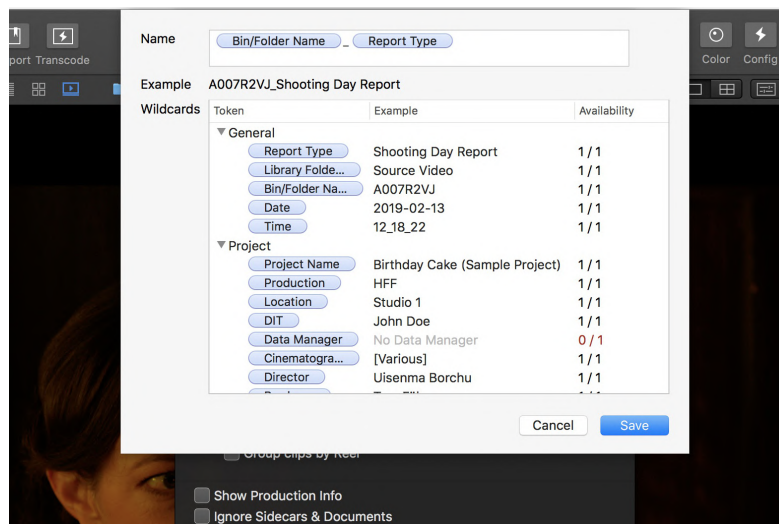 Name Bin/Folder Name _ Report Type
port Transcode
Color Config
Example A007R2VJ_Shooting Day Report
Wildcards Token Example Availability
General
Report Type Shooting Day Report 1 / 1
Library Folde... Source Video 1 / 1
Bin/Folder Na... A007R2VJ 1 / 1
Date 2019-02-13 1 / 1
Time 12_18_22 1 / 1
Project
Project Name Birthday Cake (Sample Project) 1 / 1
Production HFF 1 / 1
Location Studio 1 1 / 1
DIT John Doe 1 / 1
Data Manager No Data Manager 0 / 1
Cinematogra... [Various] 1 / 1
Director Uisenma Borchu 1 / 1
Cancel Save
Group clips by Reel
Show Production Info
Ignore Sidecars & Documents